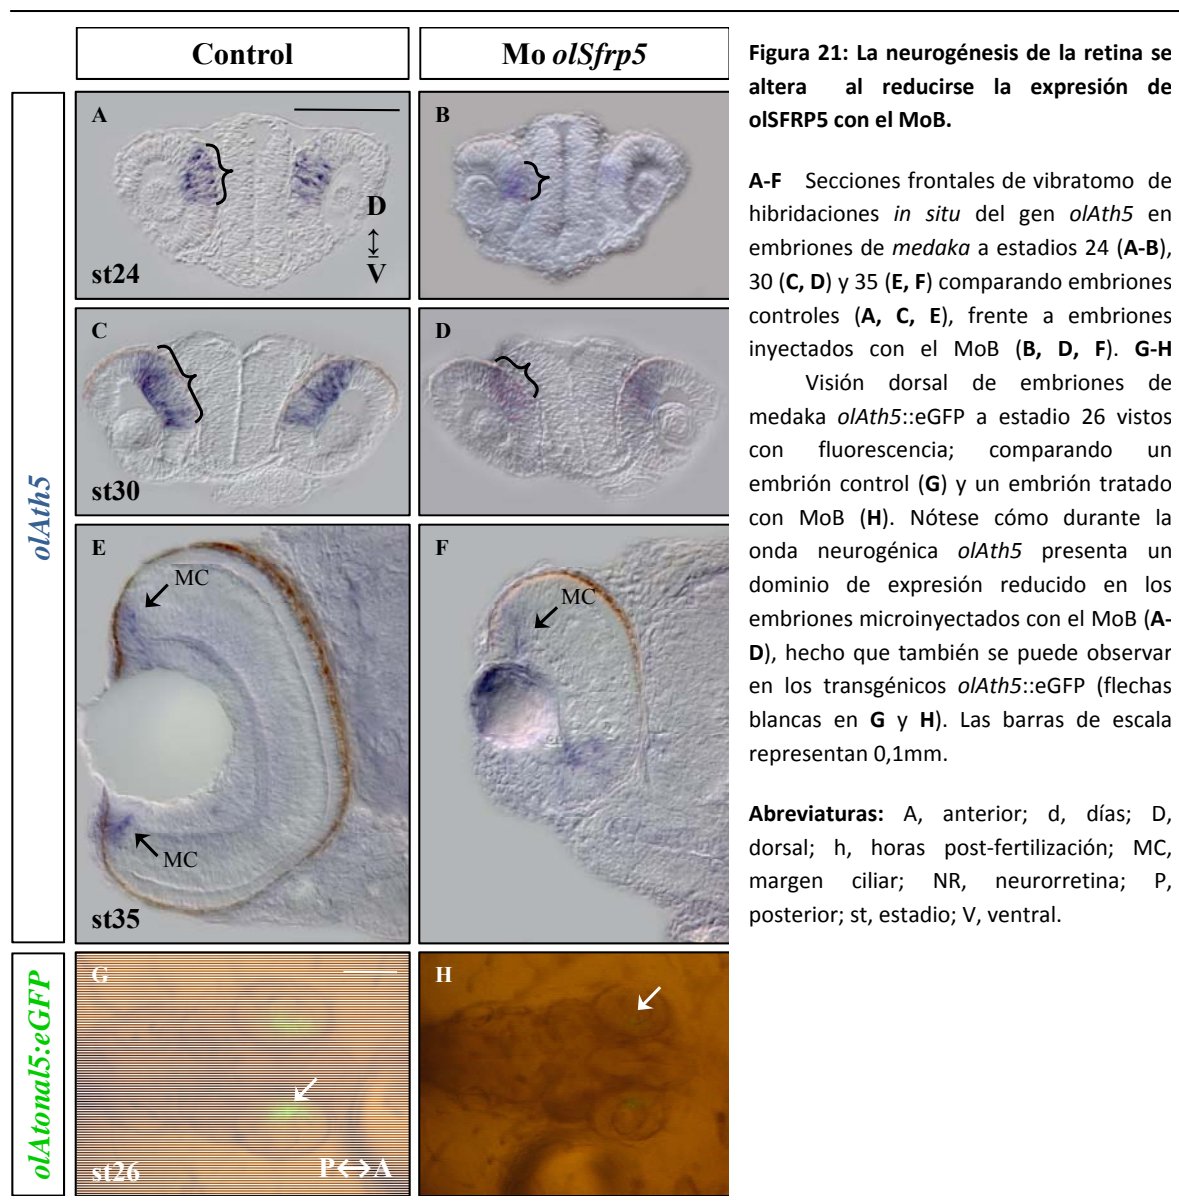 Control
Mo olSfrp5
olAth5
A
D
↕
V
st24
B
C
st30
D
E
MC
MC
st35
F
MC
olAtonal5:eGFP
G
st26
P↔A
H
Figura 21: La neurogénesis de la retina se
altera al reducirse la expresión de
olSFRP5 con el MoB.
A-F Secciones frontales de vibratomo de
hibridaciones in situ del gen olAth5 en
embriones de medaka a estadios 24 (A-B),
30 (C, D) y 35 (E, F) comparando embriones
controles (A, C, E), frente a embriones
inyectados con el MoB (B, D, F). G-H
Visión dorsal de embriones de
medaka olAth5::eGFP a estadio 26 vistos
con fluorescencia; comparando un
embrión control (G) y un embrión tratado
con MoB (H). Nótese cómo durante la
onda neurogénica olAth5 presenta un
dominio de expresión reducido en los
embriones microinyectados con el MoB (A-
D), hecho que también se puede observar
en los transgénicos olAth5::eGFP (flechas
blancas en G y H). Las barras de escala
representan 0,1mm.
Abreviaturas: A, anterior; d, días; D,
dorsal; h, horas post-fertilización; MC,
margen ciliar; NR, neurorretina; P,
posterior; st, estadio; V, ventral.